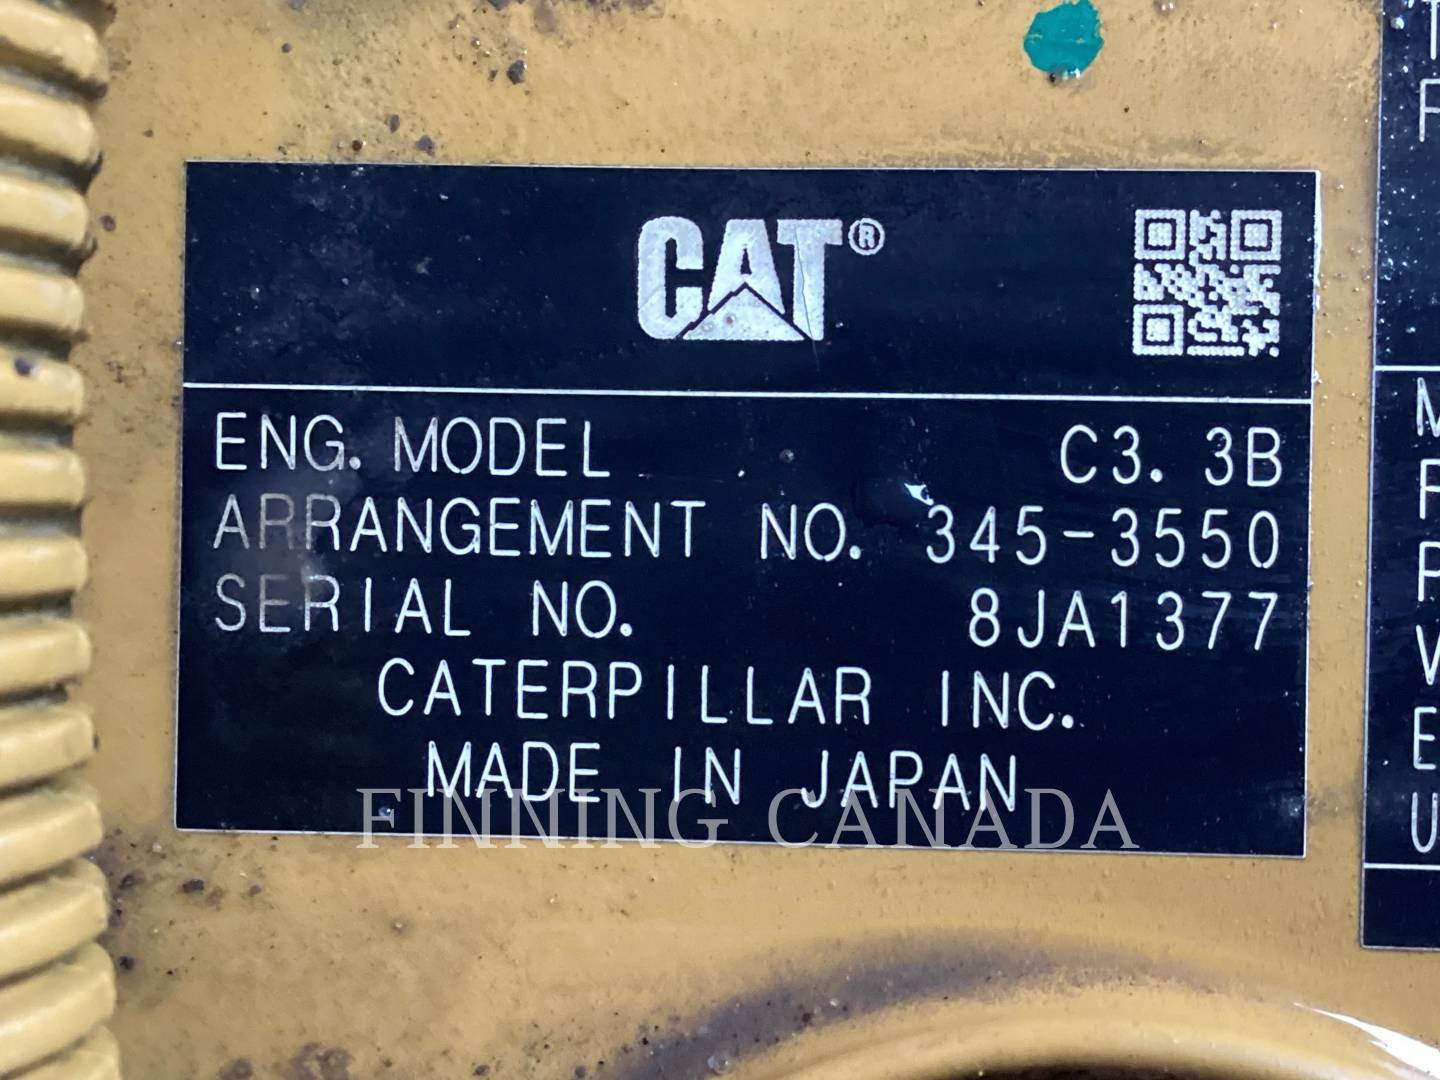 CAT®
ENG. MODEL C3.3B
ARRANGEMENT NO. 345-3550
SERIAL NO. 8JA1377
CATERPILLAR INC.
MADE IN JAPAN
FINNING CANADA